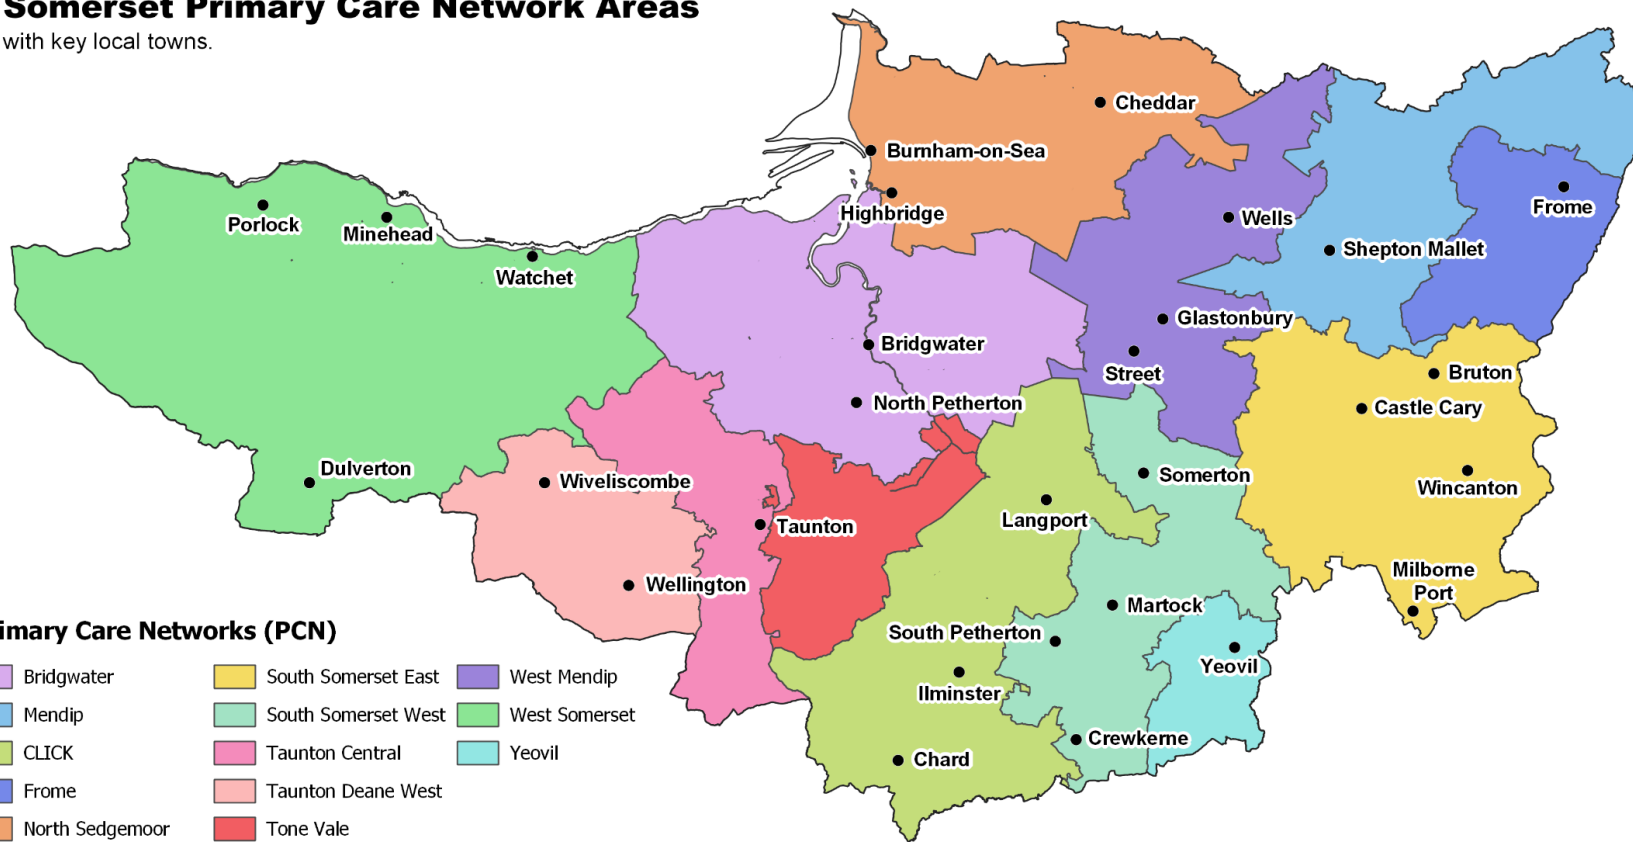 Somerset Primary Care Network Areas
with key local towns.
Cheddar
Burnham-on-Sea
Highbridge
Frome
Porlock
Minehead
Wells
Shepton Mallet
Watchet
Glastonbury
Bridgwater
Street
Bruton
North Petherton
Castle Cary
Dulverton
Wiveliscombe
Somerton
Wincanton
Langport
Taunton
Milborne
Port
Wellington
Martock
South Petherton
Yeovil
Ilminster
Crewkerne
Chard
imary Care Networks (PCN)
Bridgwater
Mendip
CLICK
Frome
North Sedgemoor
South Somerset East
South Somerset West
Taunton Central
Taunton Deane West
Tone Vale
West Mendip
West Somerset
Yeovil